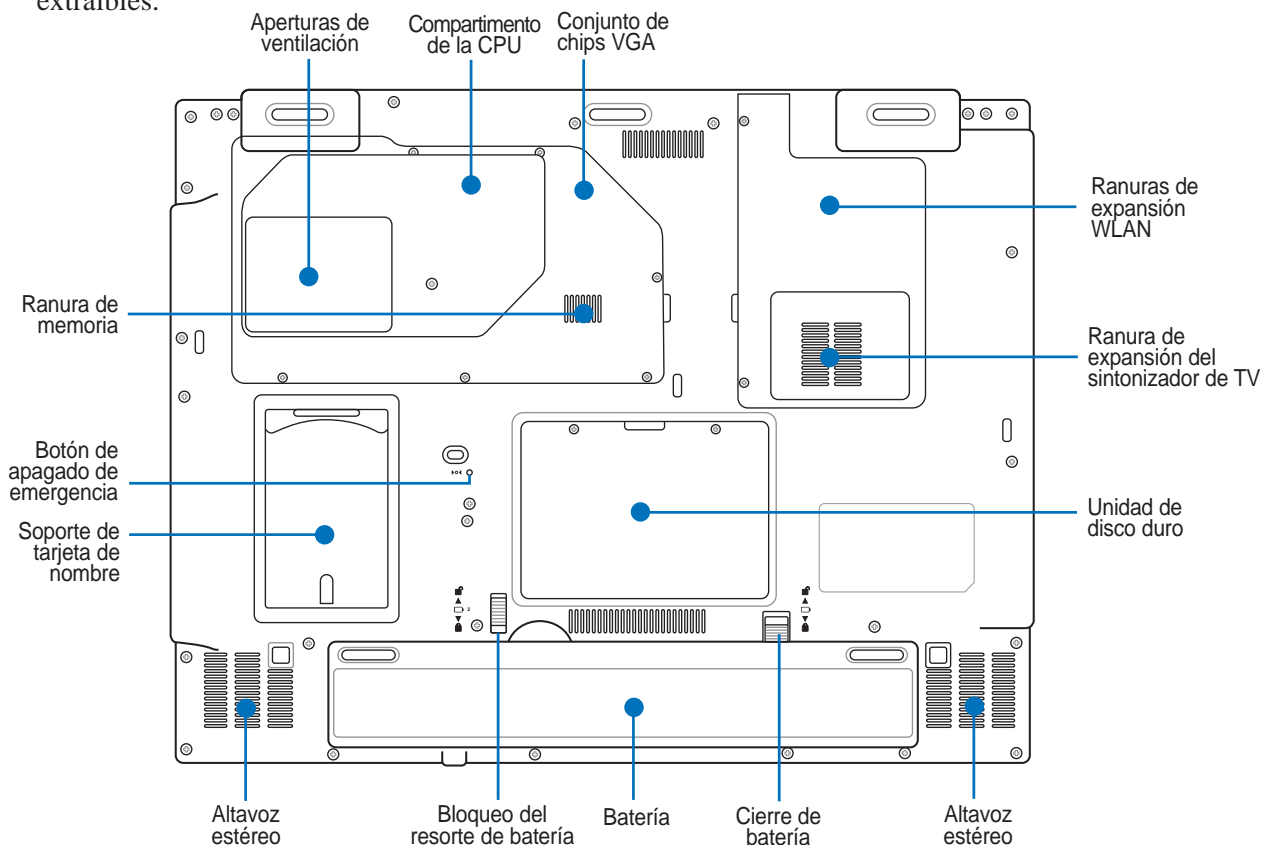 extraíbles.
Aperturas de
ventilación
Compartimento
de la CPU
Conjunto de
chips VGA
Ranuras de
expansión
WLAN
Ranura de
memoria
Ranura de
expansión del
sintonizador de TV
Botón de
apagado de
emergencia
Soporte de
tarjeta de
nombre
Unidad de
disco duro
2
Altavoz
estéreo
Bloqueo del
resorte de batería
Batería
Cierre de
batería
Altavoz
estéreo